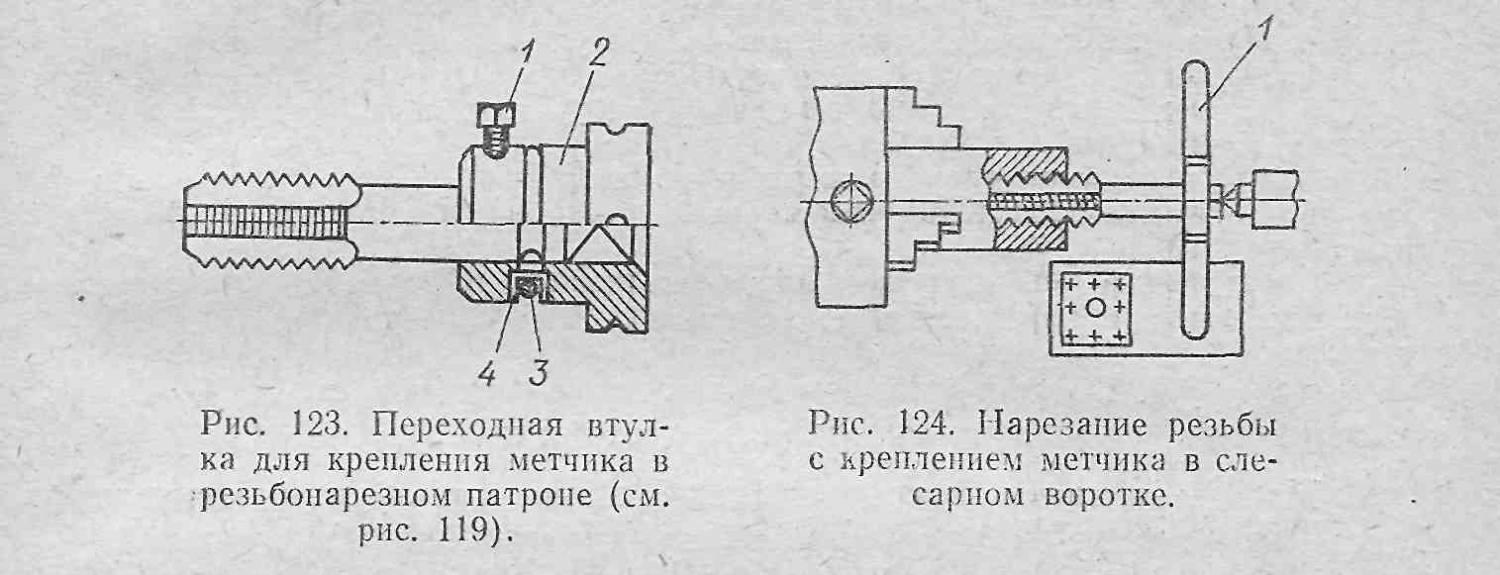 1 2
4 3
Рис. 123. Переходная втул-
ка для крепления метчика в
резьбонарезном патроне (см.
рис. 119).
1
Рис. 124. Нарезание резьбы
с креплением метчика в сле-
сарном воротке.